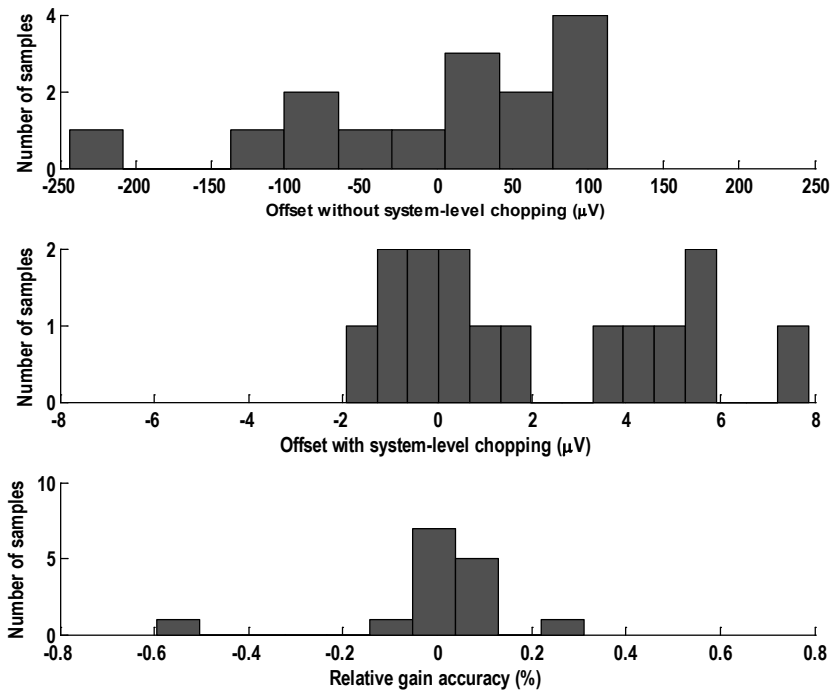 Number of samples
4
2
0
-250 -200 -150 -100 -50 0 50 100 150 200 250
Offset without system-level chopping (μV)
Number of samples
2
1
0
-8 -6 -4 -2 0 2 4 6 8
Offset with system-level chopping (μV)
Number of samples
10
5
0
-0.8 -0.6 -0.4 -0.2 0 0.2 0.4 0.6 0.8
Relative gain accuracy (%)